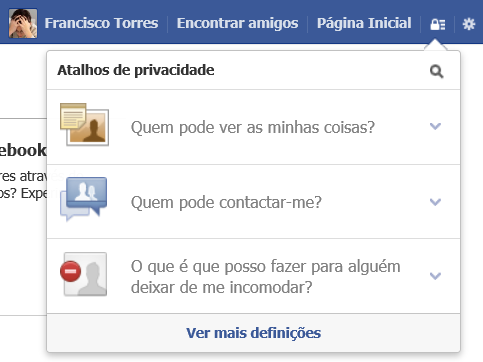 Francisco Torres Encontrar amigos Página Inicial
Atalhos de privacidade
ebook
res atrav
os? Expe
Quem pode ver as minhas coisas?
Quem pode contactar-me?
O que é que posso fazer para alguém
deixar de me incomodar?
Ver mais definições